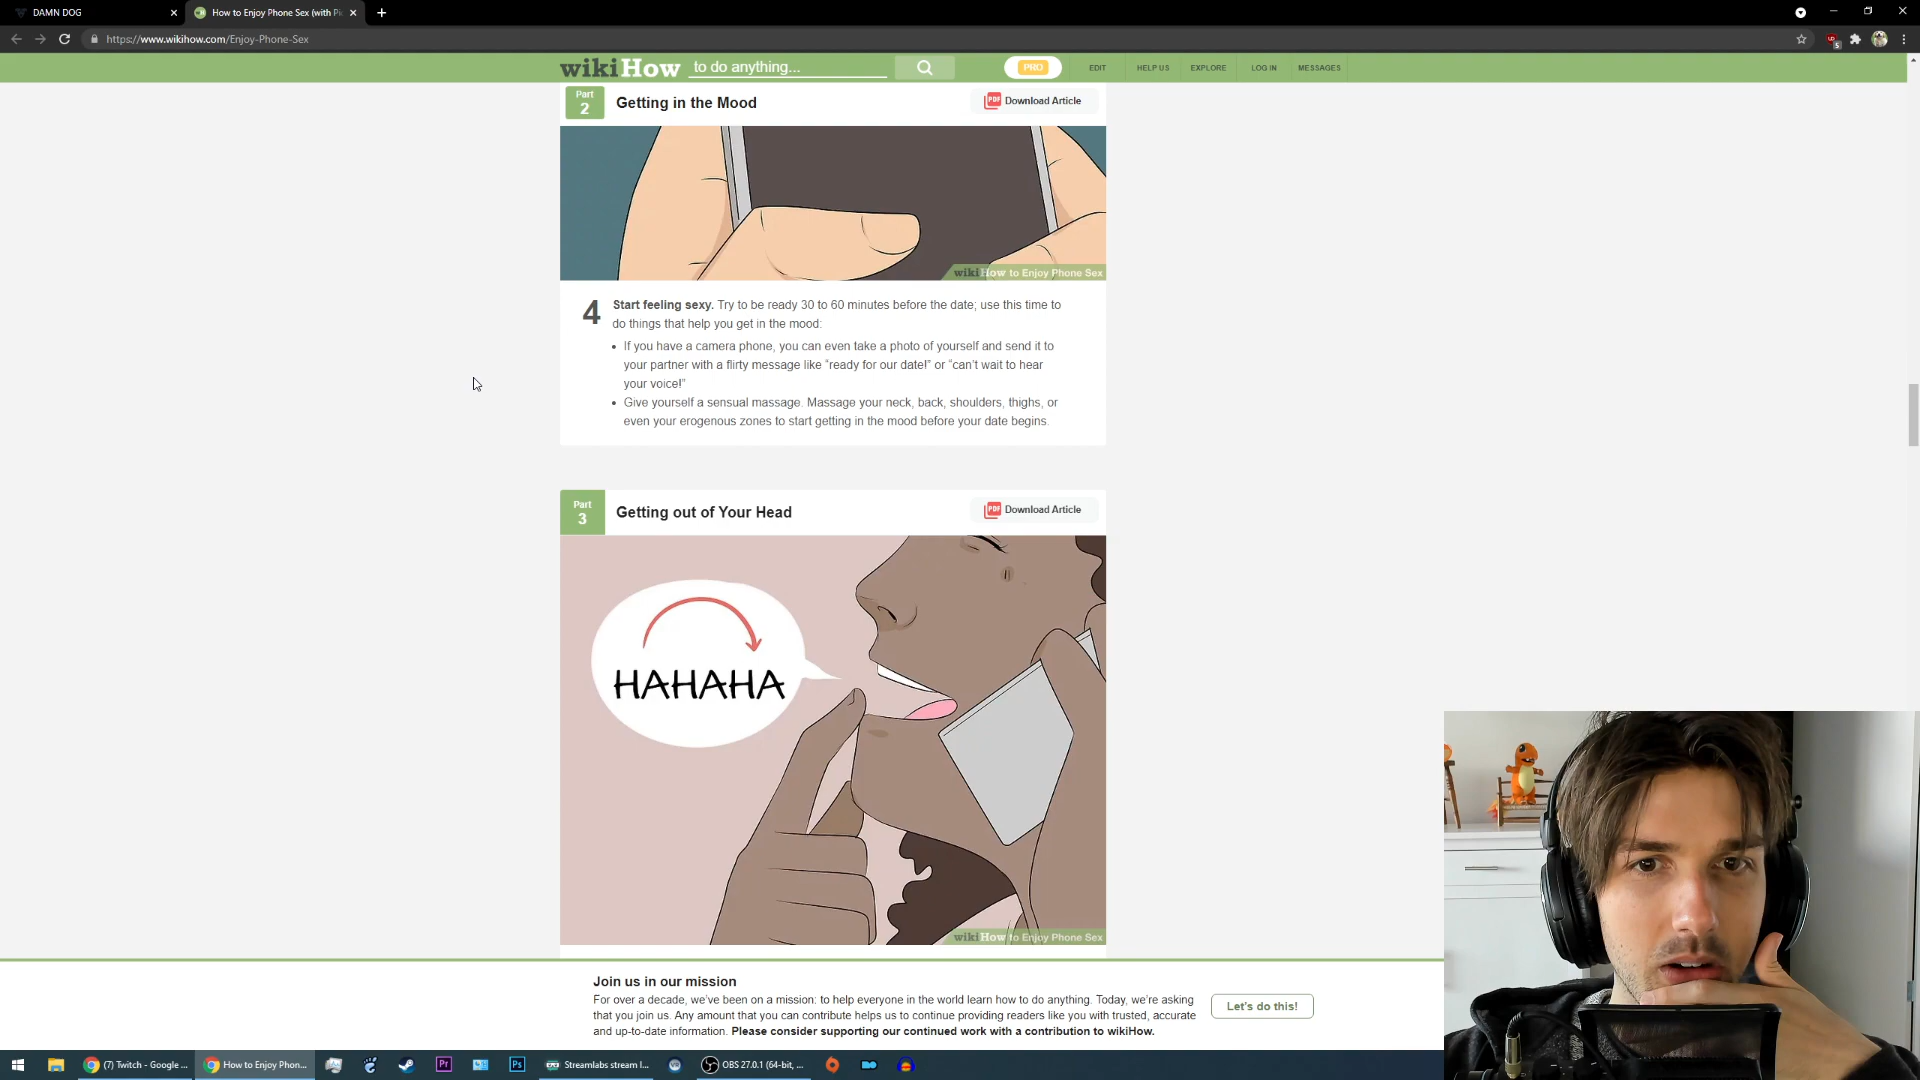 DAMN DOG
How to Enjoy Phone Sex (with Pi
https://www.wikihow.com/Enjoy-Phone-Sex
wikiHow to do anything...
PRO
EDIT
HELP US
EXPLORE
LOG IN
MESSAGES
Part
2
Getting in the Mood
PDF
Download Article
wikiHow to Enjoy Phone Sex
4
Start feeling sexy. Try to be ready 30 to 60 minutes before the date; use this time to
do things that help you get in the mood:
• If you have a camera phone, you can even take a photo of yourself and send it to
your partner with a flirty message like “ready for our date!” or “can’t wait to hear
your voice!”
• Give yourself a sensual massage. Massage your neck, back, shoulders, thighs, or
even your erogenous zones to start getting in the mood before your date begins.
Part
3
Getting out of Your Head
PDF
Download Article
HAHAHA
wikiHow to Enjoy Phone Sex
Join us in our mission
For over a decade, we’ve been on a mission: to help everyone in the world learn how to do anything. Today, we’re asking
that you join us. Any amount that you can contribute helps us to continue providing readers like you with trusted, accurate
and up-to-date information. Please consider supporting our continued work with a contribution to wikiHow.
Let’s do this!
(7) Twitch - Google ...
How to Enjoy Phon...
Pr
Ps
Streamlabs stream l...
OBS 27.0.1 (64-bit, ...